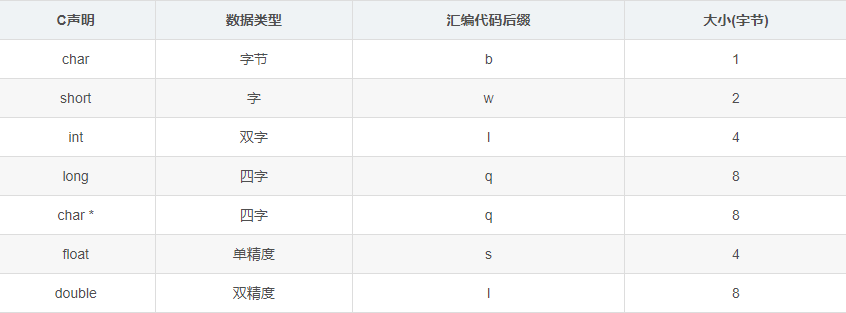 C声明 数据类型 汇编代码后缀 大小(字节)
char 字节 b 1
short 字 w 2
int 双字 l 4
long 四字 q 8
char * 四字 q 8
float 单精度 s 4
double 双精度 l 8